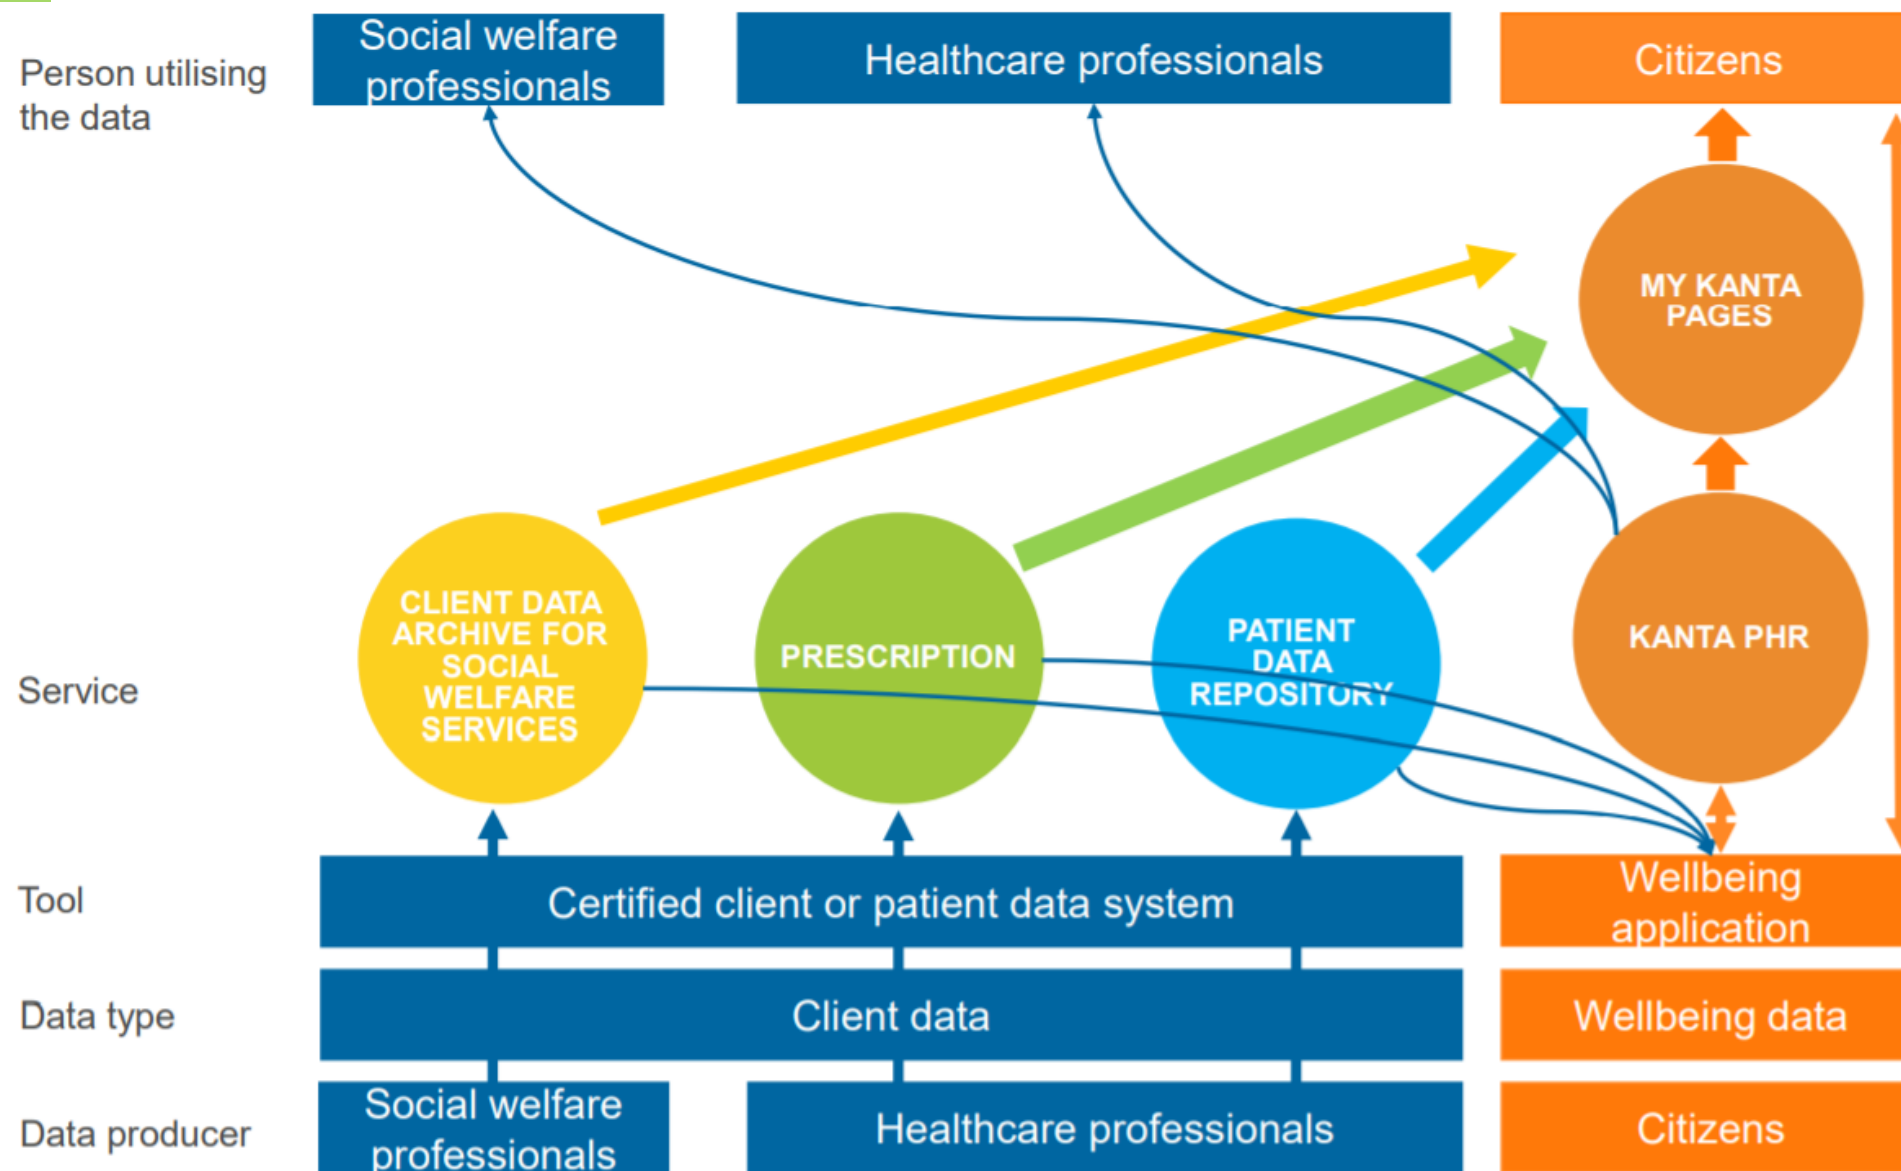 Person utilising
the data
Social welfare
professionals
Healthcare professionals
Citizens
MY KANTA
PAGES
Service
CLIENT DATA
ARCHIVE FOR
SOCIAL
WELFARE
SERVICES
PRESCRIPTION
PATIENT
DATA
REPOSITORY
KANTA PHR
Tool
Certified client or patient data system
Wellbeing
application
Data type
Client data
Wellbeing data
Data producer
Social welfare
professionals
Healthcare professionals
Citizens